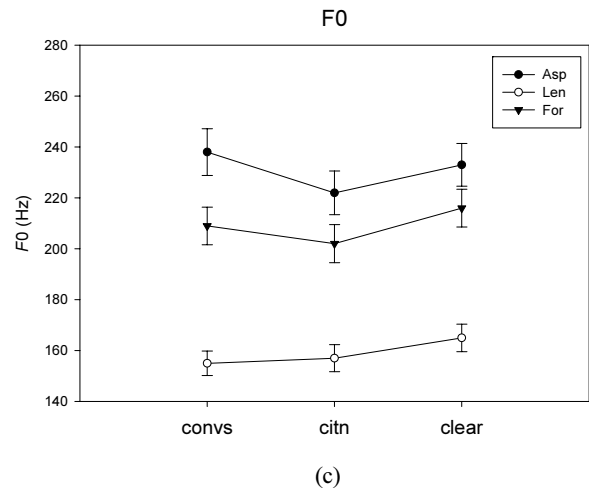 F0
280
260
240
220
200
180
160
140
F0 (Hz)
Asp
Len
For
convs citn clear
(c)